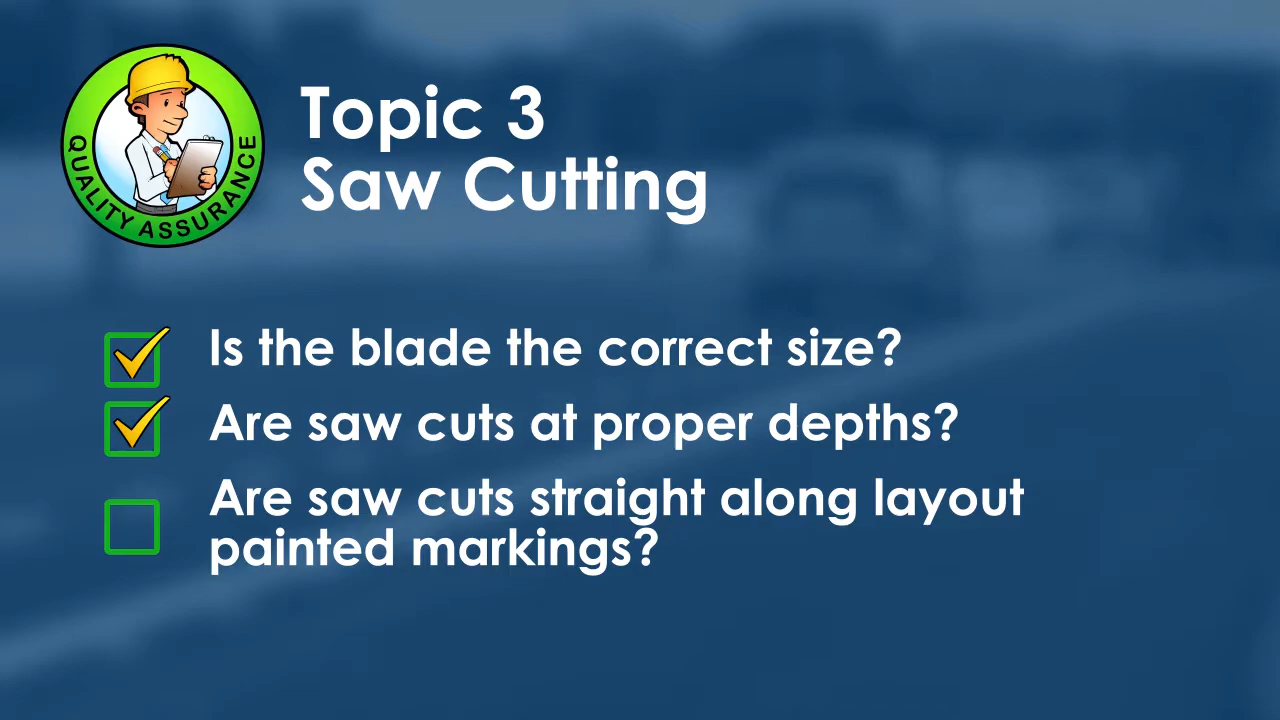 QUALITY ASSURANCE
Topic 3
Saw Cutting
Is the blade the correct size?
Are saw cuts at proper depths?
Are saw cuts straight along layout
painted markings?